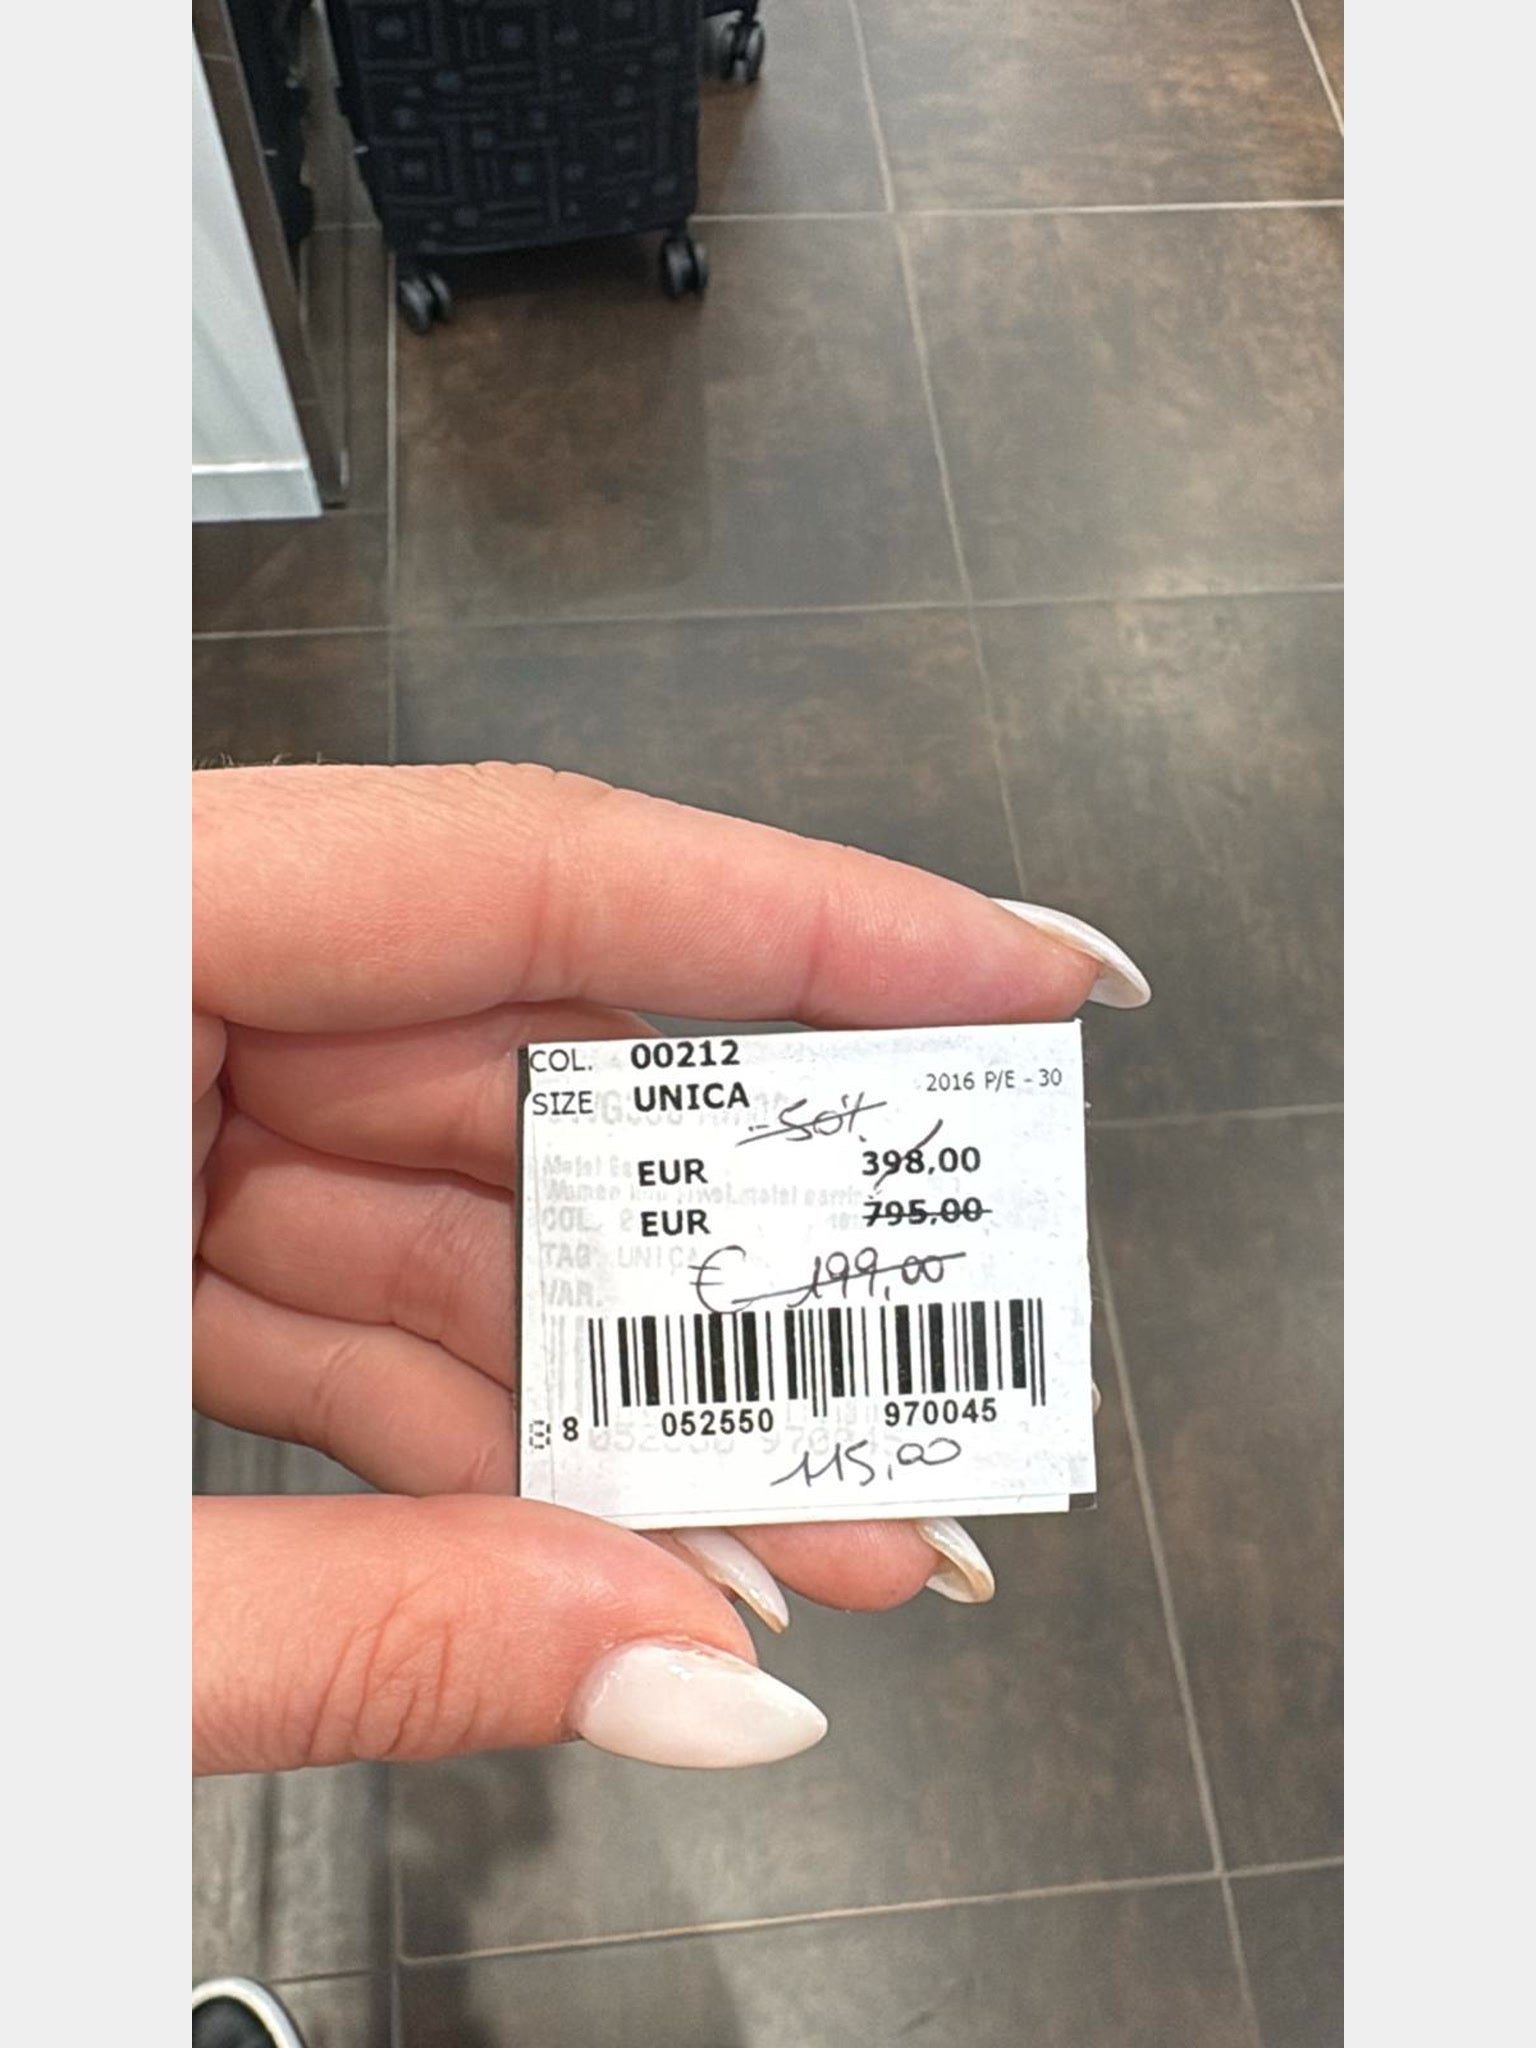 COL. 00212
SIZE UNICA
2016 P/E - 30
-50%
EUR 398,00
EUR 795,00
€ 199,00
8 052550 970045
115,00